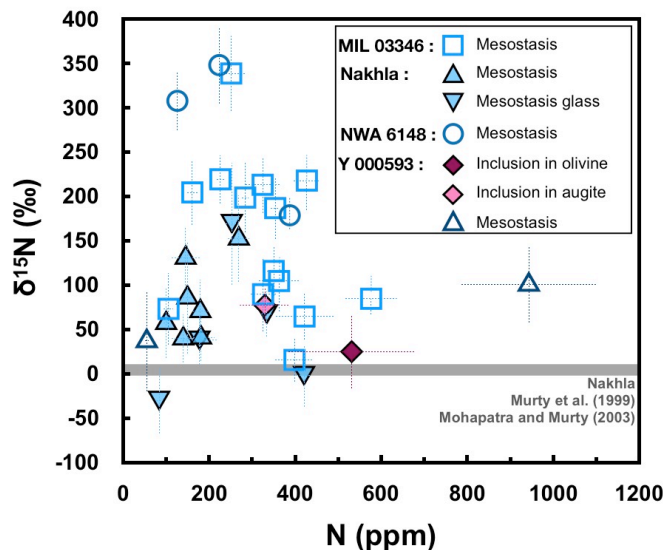 400
350
300
250
200
150
100
50
0
-50
-100
δ¹⁵N (‰)
MIL 03346 : Mesostasis
Nakhla : Mesostasis
Mesostasis glass
NWA 6148 : Mesostasis
Y 000593 : Inclusion in olivine
Inclusion in augite
Mesostasis
Nakhla
Murty et al. (1999)
Mohapatra and Murty (2003)
0 200 400 600 800 1000 1200
N (ppm)